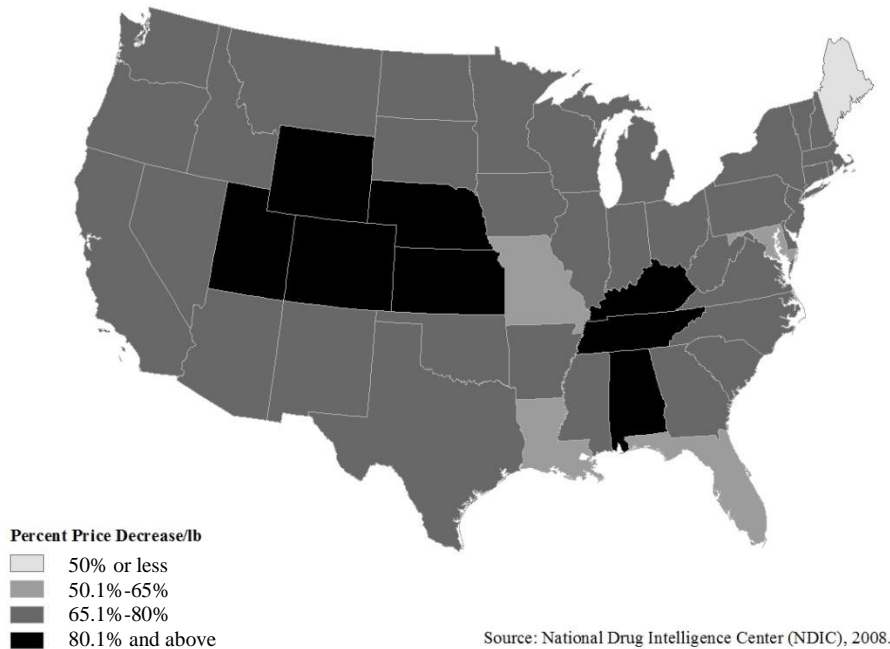 Percent Price Decrease/lb
50% or less
50.1%-65%
65.1%-80%
80.1% and above
Source: National Drug Intelligence Center (NDIC), 2008.